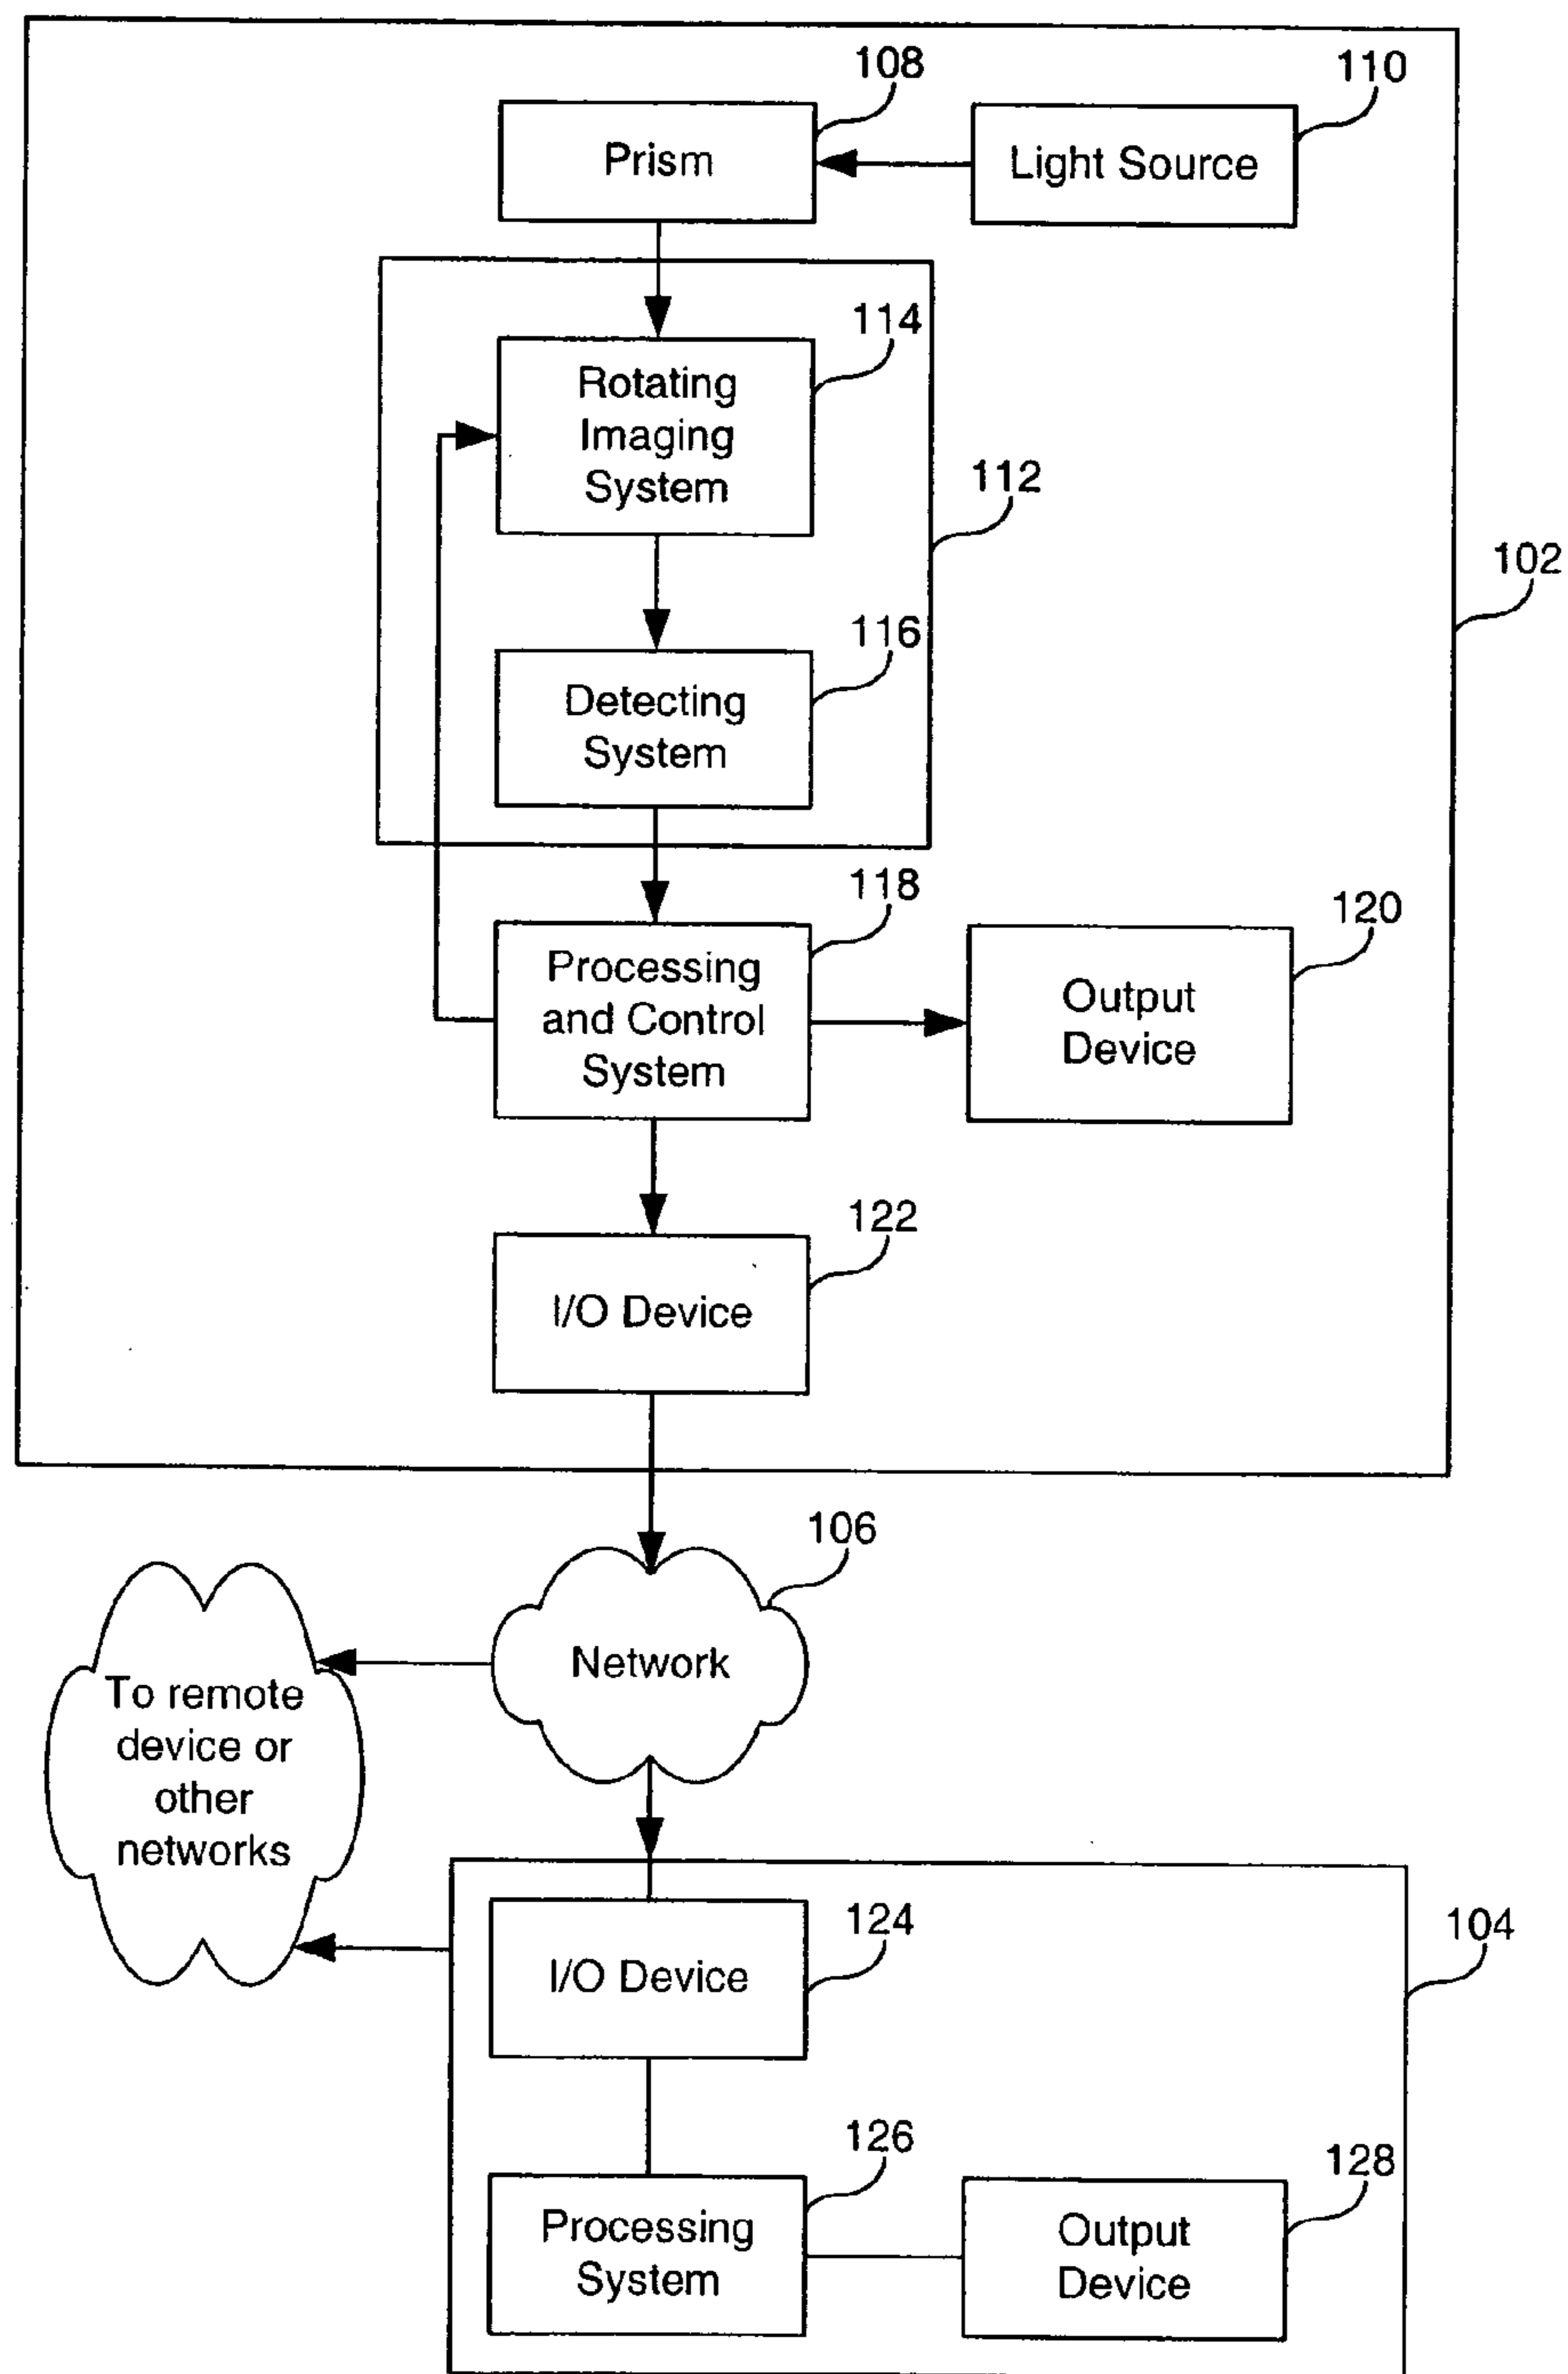 108
110
Prism
Light Source
114
Rotating
Imaging
System
112
102
116
Detecting
System
118
120
Processing
and Control
System
Output
Device
122
I/O Device
106
Network
To remote
device or
other
networks
124
104
I/O Device
126
128
Processing
System
Output
Device